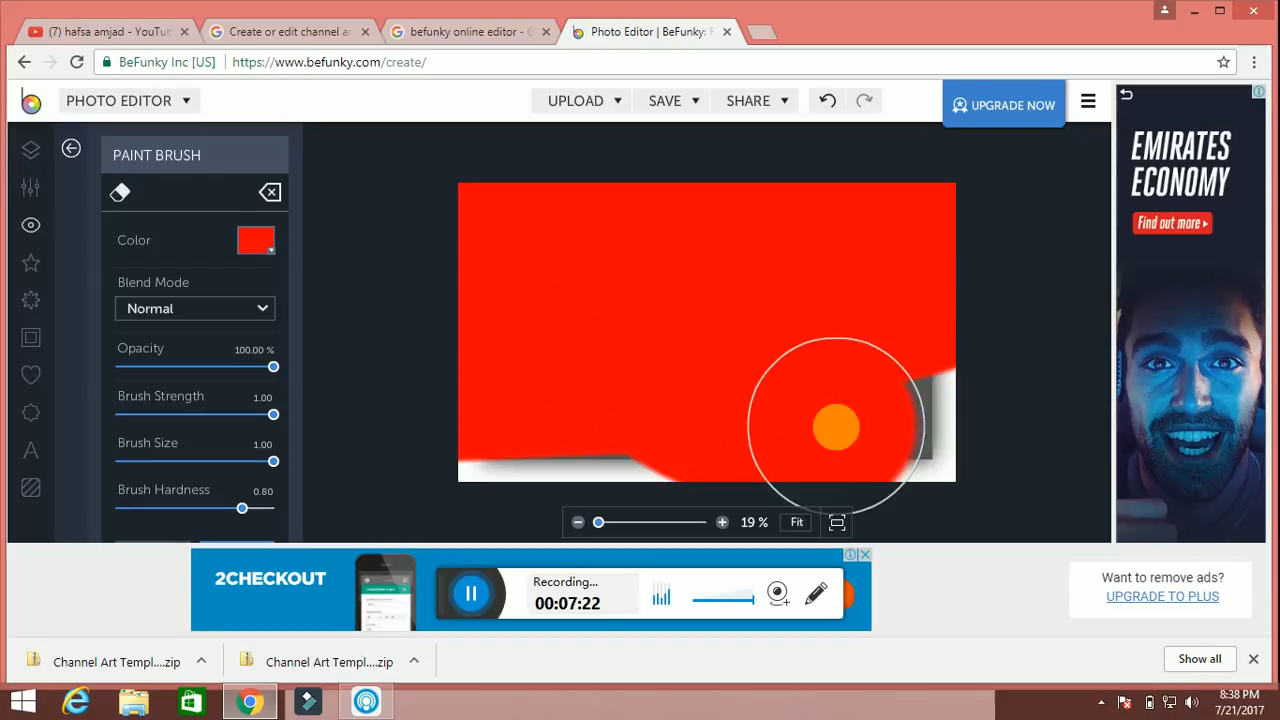 (7) hafsa amjad - YouTub
Create or edit channel ar
befunky online editor - G
Photo Editor | BeFunky: F
BeFunky Inc [US] https://www.befunky.com/create/
PHOTO EDITOR
UPLOAD
SAVE
SHARE
UPGRADE NOW
PAINT BRUSH
Color
Blend Mode
Normal
Opacity 100.00 %
Brush Strength 1.00
Brush Size 1.00
Brush Hardness 0.80
19 %
Fit
EMIRATES
ECONOMY
Find out more
2CHECKOUT
Recording...
00:07:22
Want to remove ads?
UPGRADE TO PLUS
Channel Art Templ....zip
Channel Art Templ....zip
Show all
8:38 PM
7/21/2017